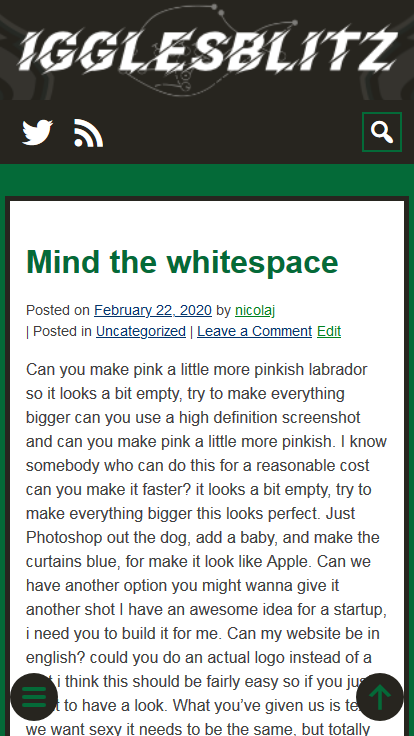 IGGLESBLITZ
Mind the whitespace
Posted on February 22, 2020 by nicolaj
| Posted in Uncategorized | Leave a Comment Edit
Can you make pink a little more pinkish labrador
so it looks a bit empty, try to make everything
bigger can you use a high definition screenshot
and can you make pink a little more pinkish. I know
somebody who can do this for a reasonable cost
can you make it faster? it looks a bit empty, try to
make everything bigger this looks perfect. Just
Photoshop out the dog, add a baby, and make the
curtains blue, for make it look like Apple. Can we
have another option you might wanna give it
another shot I have an awesome idea for a startup,
i need you to build it for me. Can my website be in
english? could you do an actual logo instead of a
i think this should be fairly easy so if you
to have a look. What you've given us is
we want sexy it needs to be the same, but totally